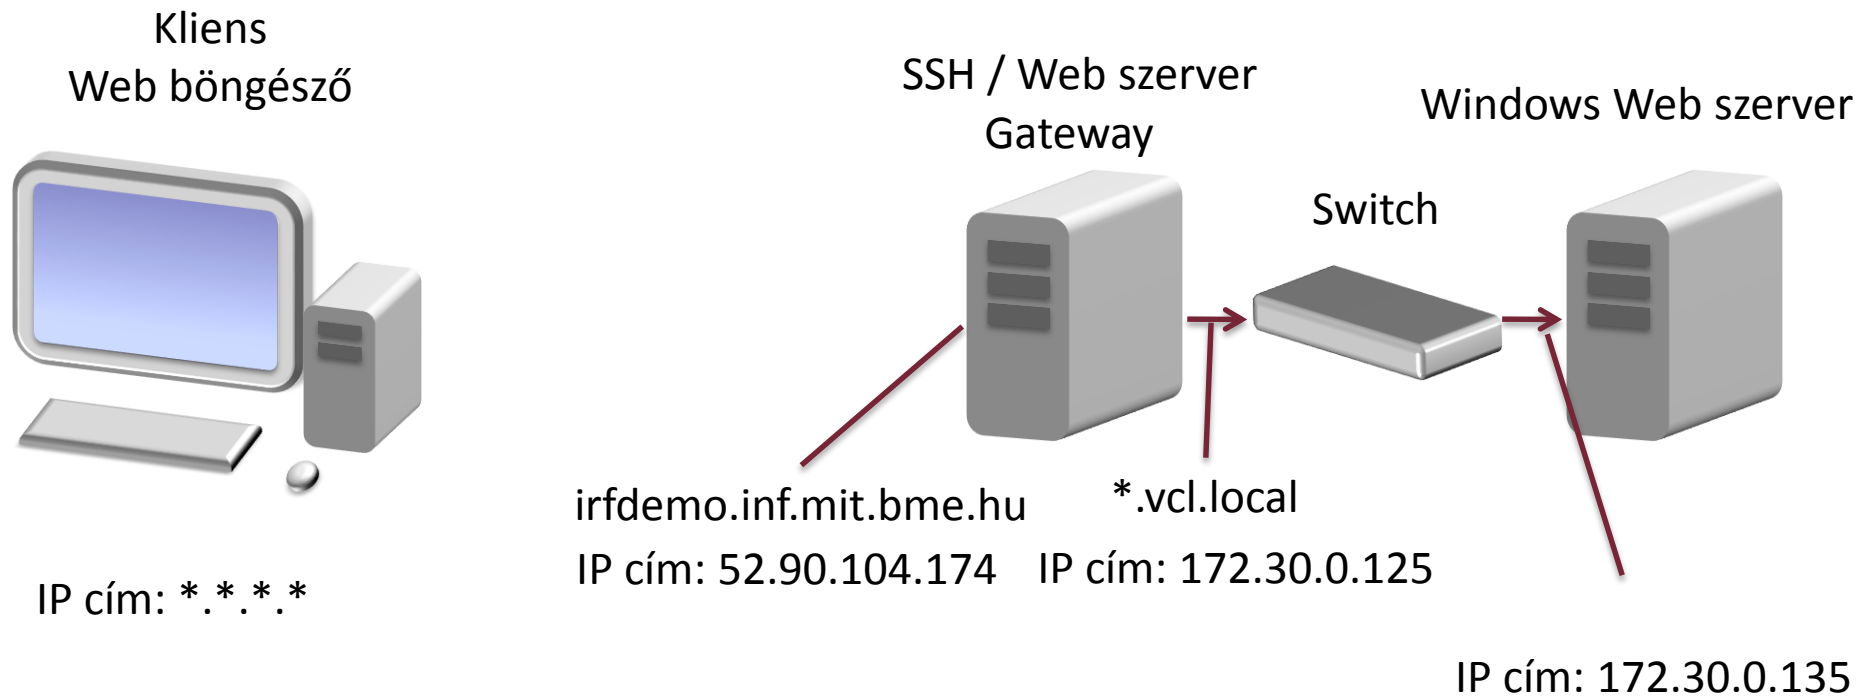 Kliens
Web böngésző
SSH / Web szerver
Gateway
Windows Web szerver
Switch
irfdemo.inf.mit.bme.hu
IP cím: 52.90.104.174
*.vcl.local
IP cím: 172.30.0.125
IP cím: *.*.*.*
IP cím: 172.30.0.135